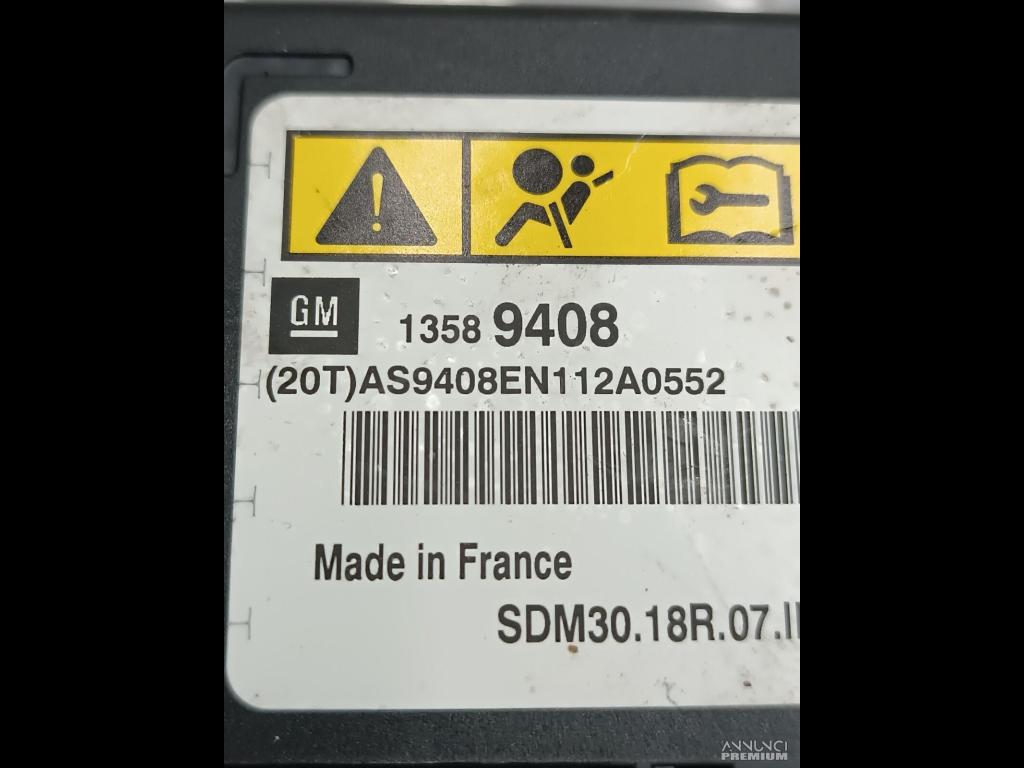 GM
1358 9408
(20T)AS9408EN112A0552
Made in France
SDM30.18R.07.I
ANNUNCI
PREMIUM